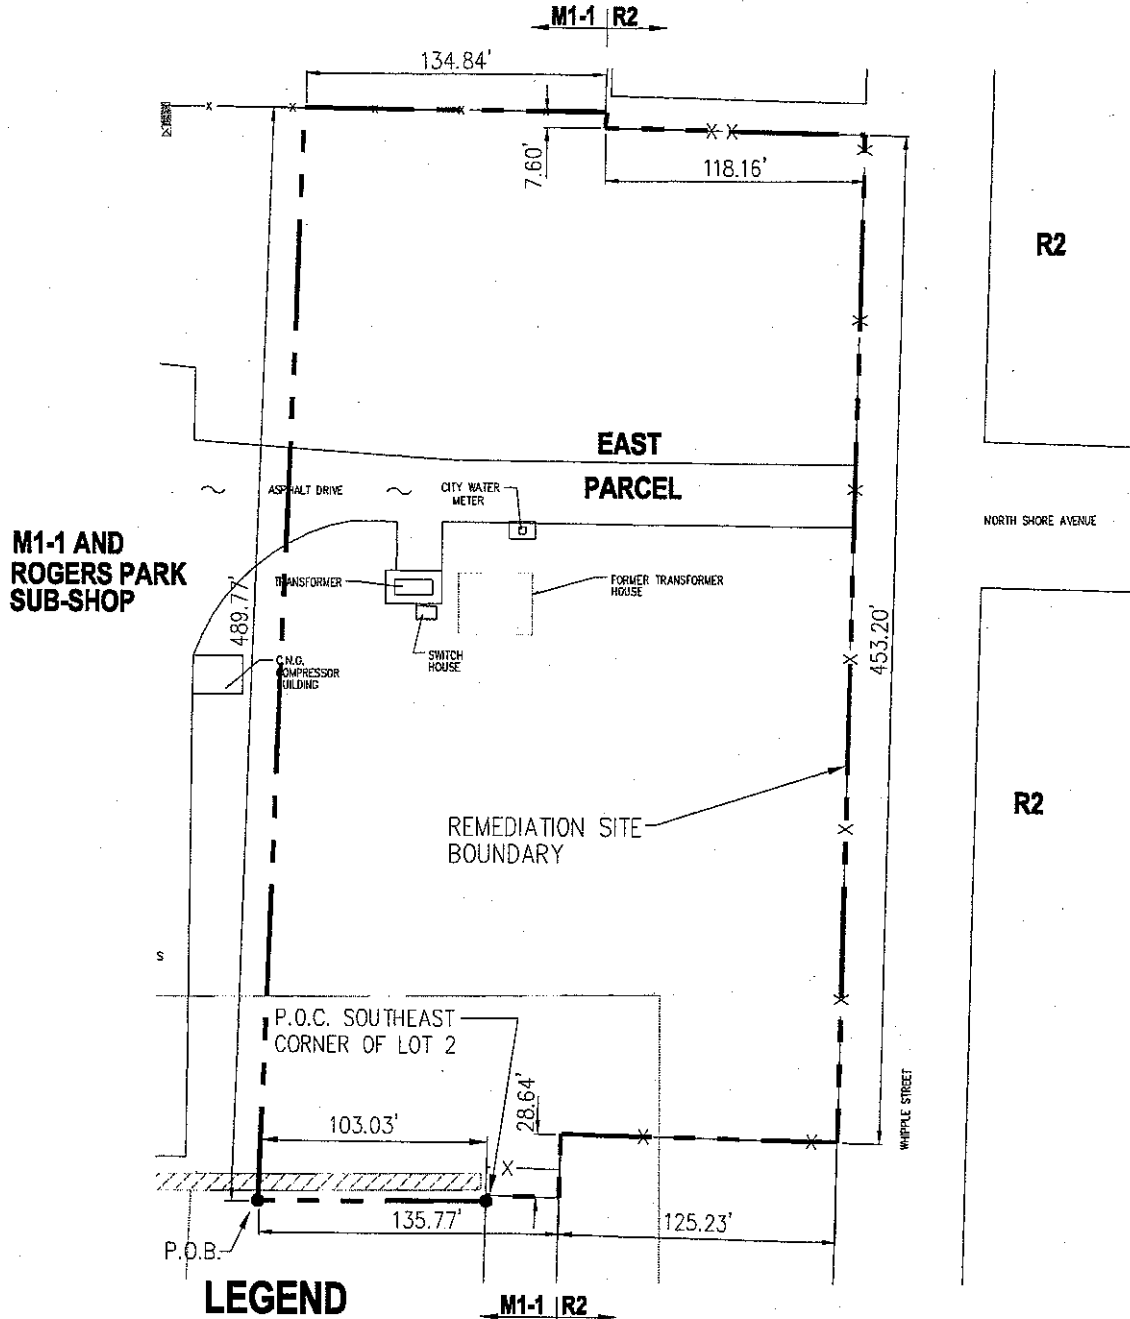 M1-1 R2
134.84'
7.60'
118.16'
R2
EAST
PARCEL
ASPHALT DRIVE
CITY WATER
METER
NORTH SHORE AVENUE
M1-1 AND
ROGERS PARK
SUB-SHOP
489.77'
TRANSFORMER
FORMER TRANSFORMER
HOUSE
453.20'
SWITCH
HOUSE
C.N.G.
COMPRESSOR
BUILDING
REMEDIATION SITE
BOUNDARY
R2
S
P.O.C. SOUTHEAST
CORNER OF LOT 2
28.64'
WHIPPLE STREET
103.03'
135.77'
125.23'
P.O.B.
LEGEND
M1-1 R2